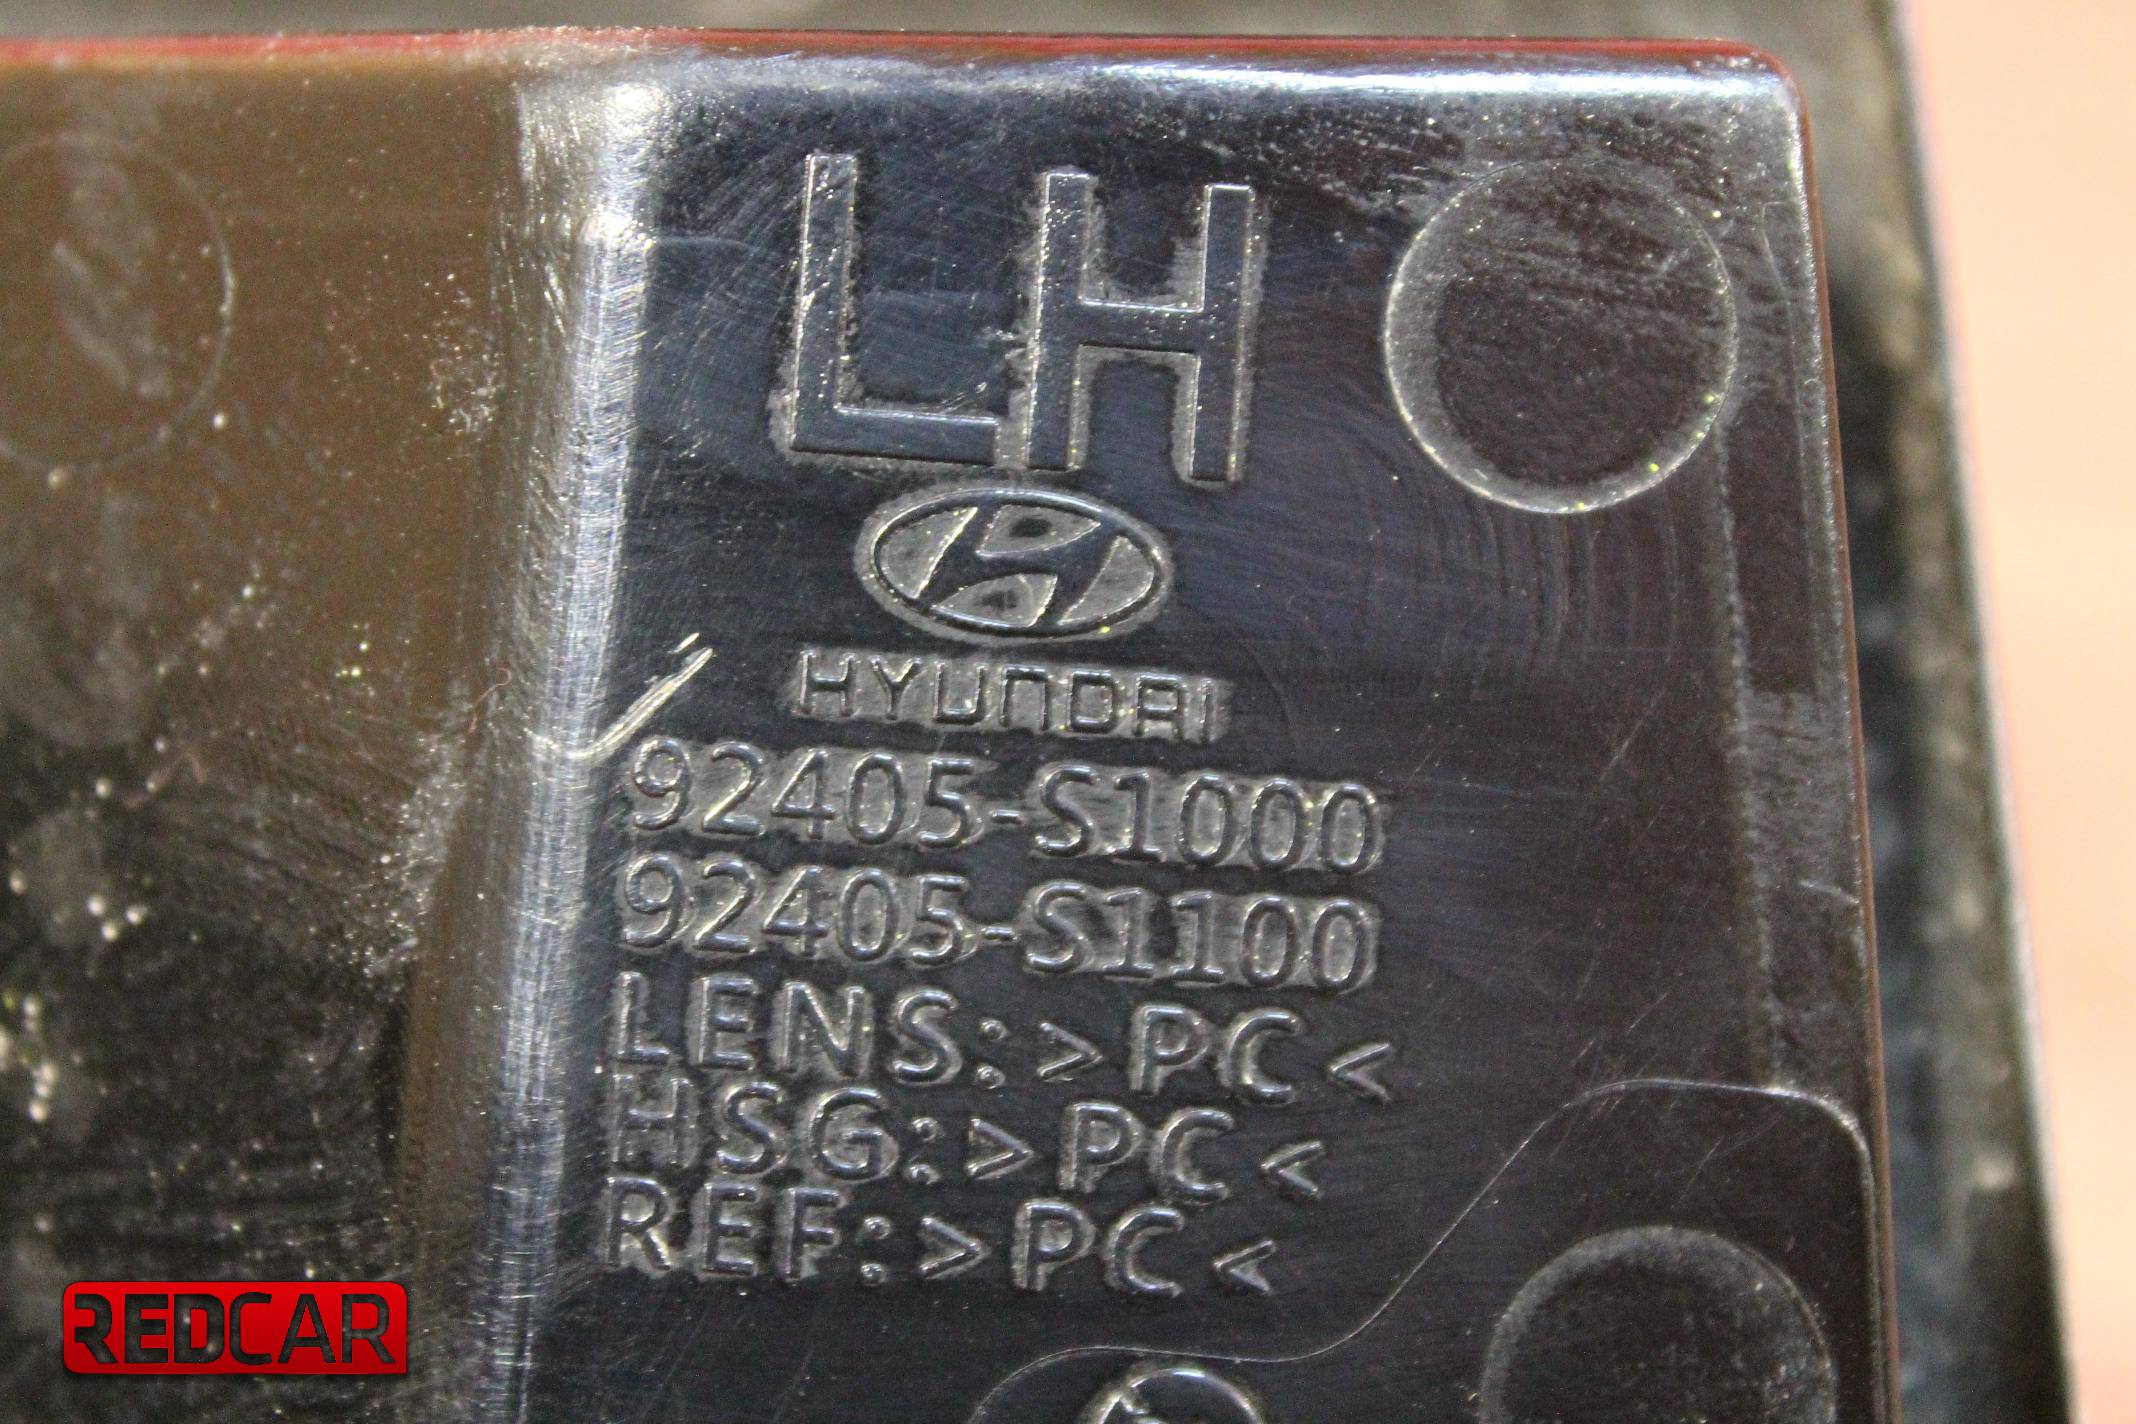 LH
HYUNDAI
92405-S1000
92405-S1100
LENS:>PC<
HSG:>PC<
REF:>PC<
REDCAR